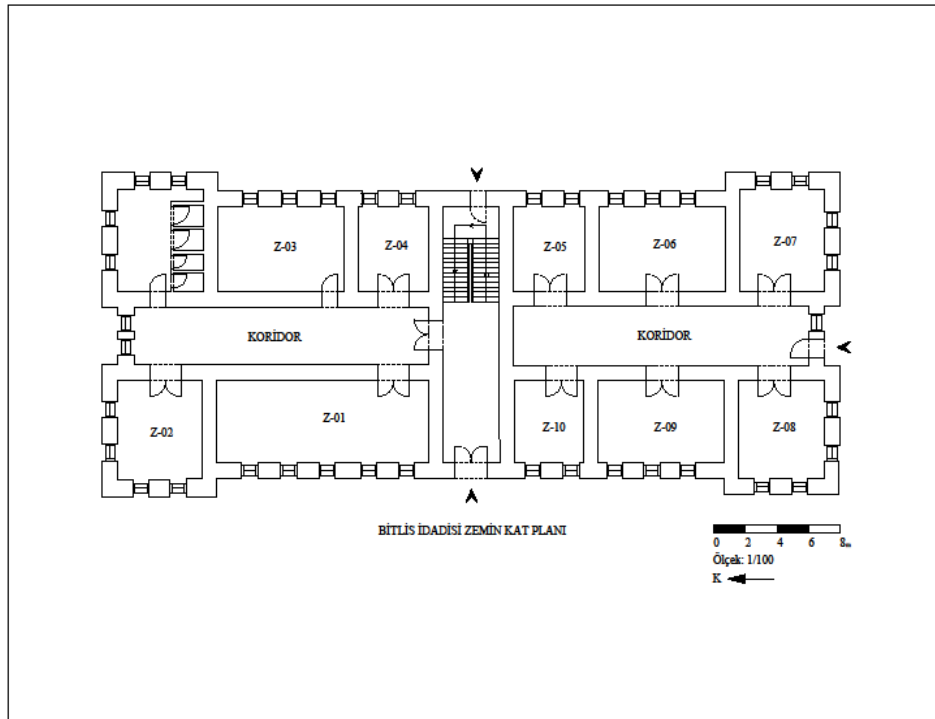 Z-03
Z-04
Z-05
Z-06
Z-07
KORİDOR
KORİDOR
Z-02
Z-01
Z-10
Z-09
Z-08
BİTLİS İDADİSİ ZEMİN KAT PLANI
0 2 4 6 8m
Ölçek: 1/100
K